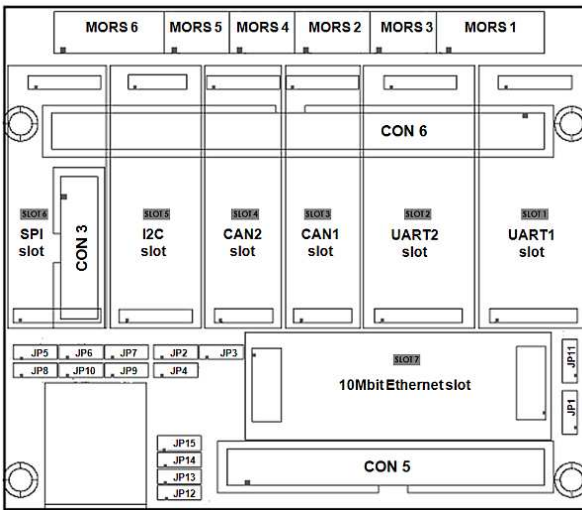 MORS 6 MORS 5 MORS 4 MORS 2 MORS 3 MORS 1
CON 6
SLOT 6 SLOT 5 SLOT 4 SLOT 3 SLOT 2 SLOT 1
SPI
slot
CON 3
I2C
slot
CAN2
slot
CAN1
slot
UART2
slot
UART1
slot
JP5 JP6 JP7 JP2 JP3
JP8 JP10 JP9 JP4
SLOT 7
10Mbit Ethernet slot
JP11
JP1
JP15
JP14
JP13
JP12
CON 5